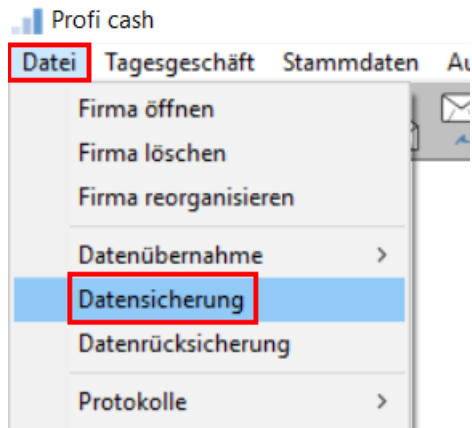 Profi cash
Datei Tagesgeschäft Stammdaten
Firma öffnen
Firma löschen
Firma reorganisieren
Datenübernahme
Datensicherung
Datenrücksicherung
Protokolle